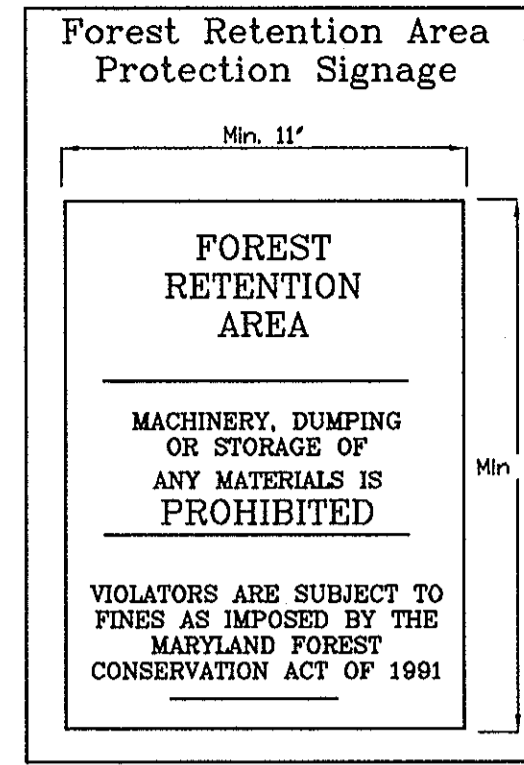 Forest Retention Area
Protection Signage
Min. 11"
FOREST
RETENTION
AREA
MACHINERY, DUMPING
OR STORAGE OF
ANY MATERIALS IS
PROHIBITED
Min
VIOLATORS ARE SUBJECT TO
FINES AS IMPOSED BY THE
MARYLAND FOREST
CONSERVATION ACT OF 1991